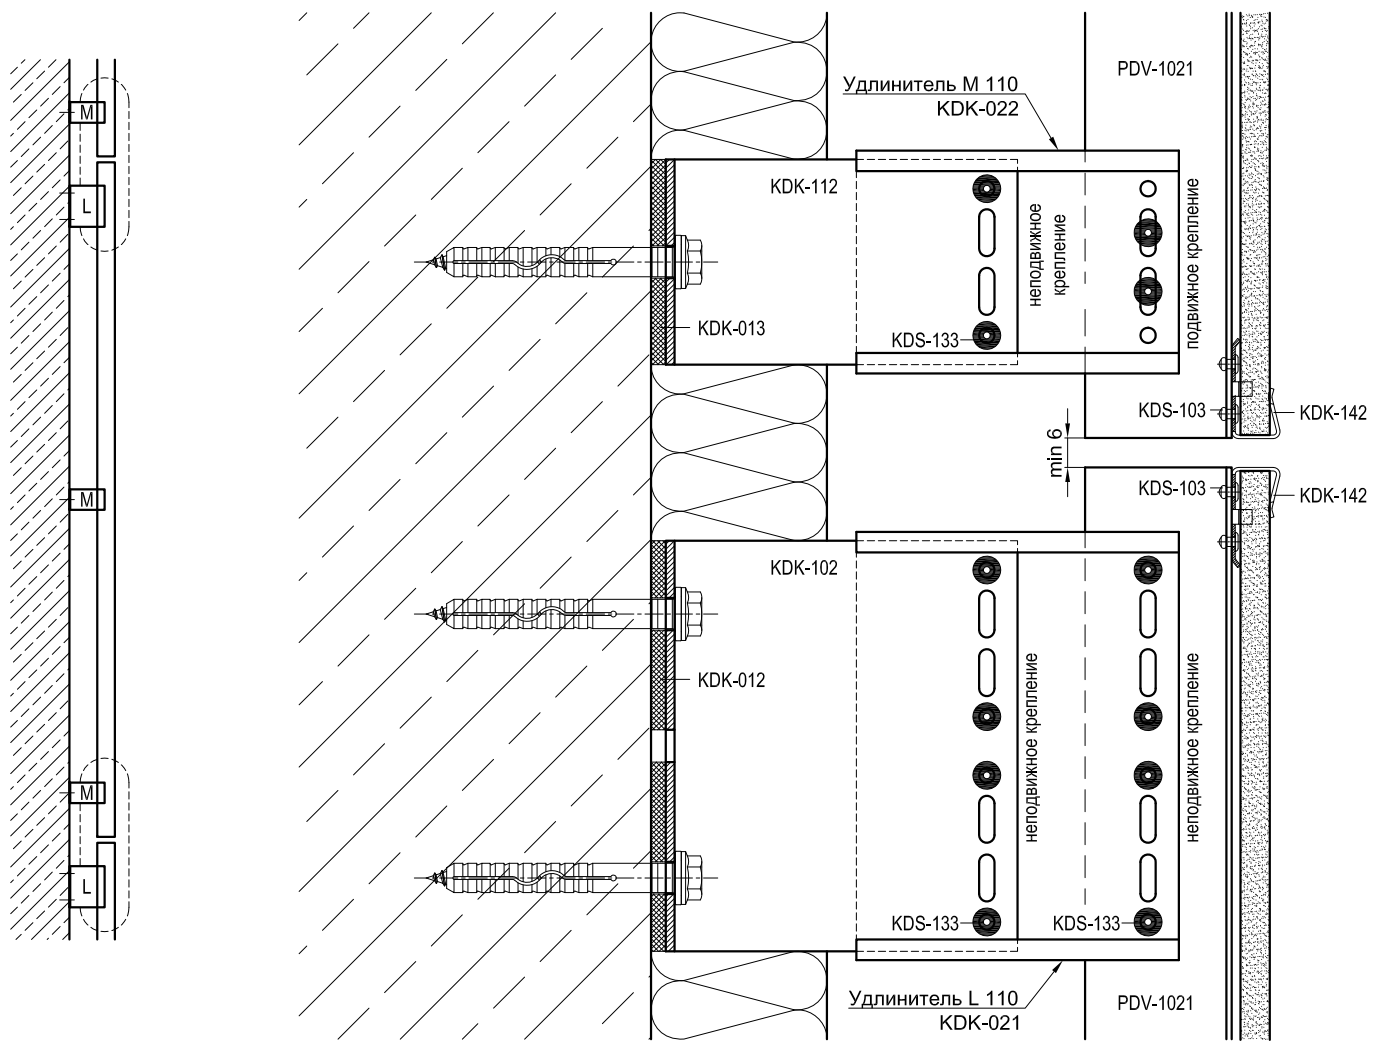 M
L
M
M
L
PDV-1021
Удлинитель M 110
KDK-022
KDK-112
неподвижное
крепление
подвижное крепление
KDK-013
KDS-133
KDS-103
KDK-142
min 6
KDS-103
KDK-142
KDK-102
KDK-012
неподвижное крепление
неподвижное крепление
KDS-133
KDS-133
Удлинитель L 110
KDK-021
PDV-1021